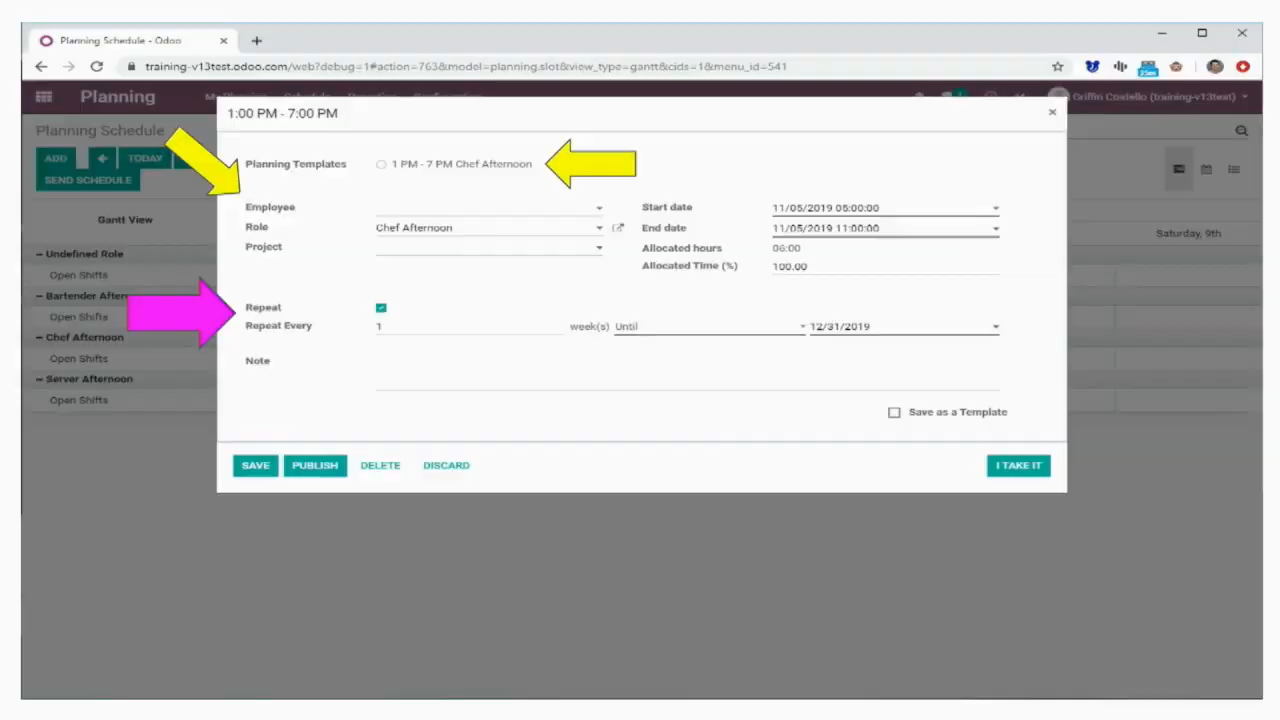 Planning Schedule - Odoo
training-v13test.odoo.com/web?debug=1#action=763&model=planning.slot&view_type=gantt&cids=1&menu_id=541
Planning
Griffin Costello (training-v13test)
1:00 PM - 7:00 PM
Planning Schedule
ADD TODAY
SEND SCHEDULE
Planning Templates 1 PM - 7 PM Chef Afternoon
Employee Start date 11/05/2019 05:00:00
Role Chef Afternoon End date 11/05/2019 11:00:00
Project Allocated hours 06:00
Allocated Time (%) 100.00
Gantt View
Saturday, 9th
Undefined Role
Open Shifts
Bartender
Open Shifts
Chef Afternoon
Open Shifts
Server Afternoon
Open Shifts
Repeat
Repeat Every 1 week(s) Until 12/31/2019
Note
Save as a Template
SAVE PUBLISH DELETE DISCARD I TAKE IT